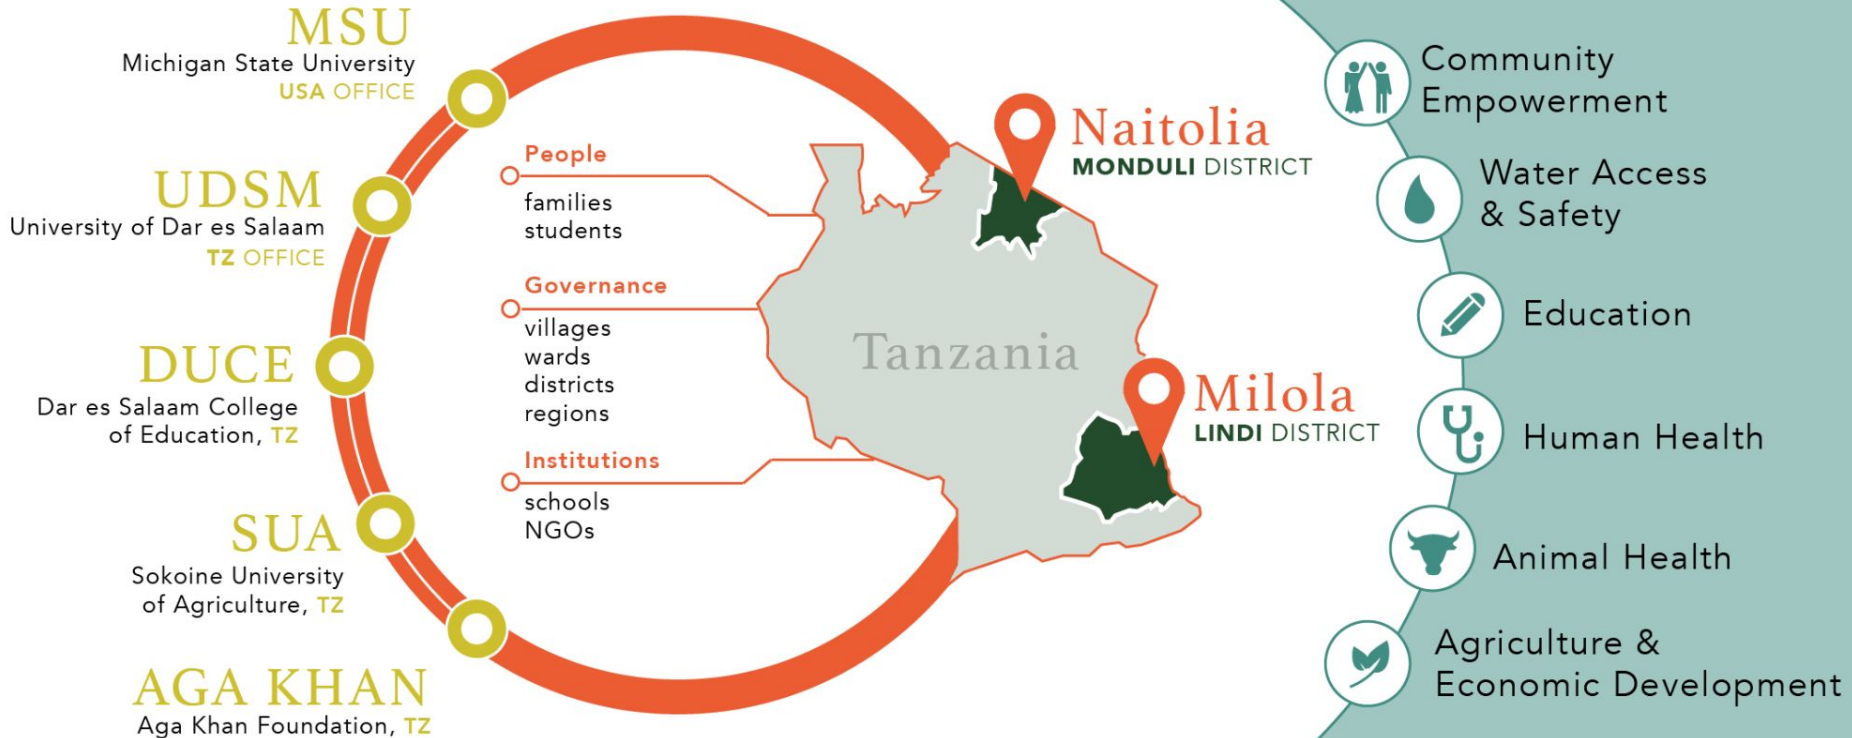 MSU
Michigan State University
USA OFFICE
UDSM
University of Dar es Salaam
TZ OFFICE
DUCE
Dar es Salaam College
of Education, TZ
SUA
Sokoine University
of Agriculture, TZ
AGA KHAN
Aga Khan Foundation, TZ
People
families
students
Governance
villages
wards
districts
regions
Institutions
schools
NGOs
Tanzania
Naitolia
MONDULI DISTRICT
Milola
LINDI DISTRICT
Community
Empowerment
Water Access
& Safety
Education
Human Health
Animal Health
Agriculture &
Economic Development